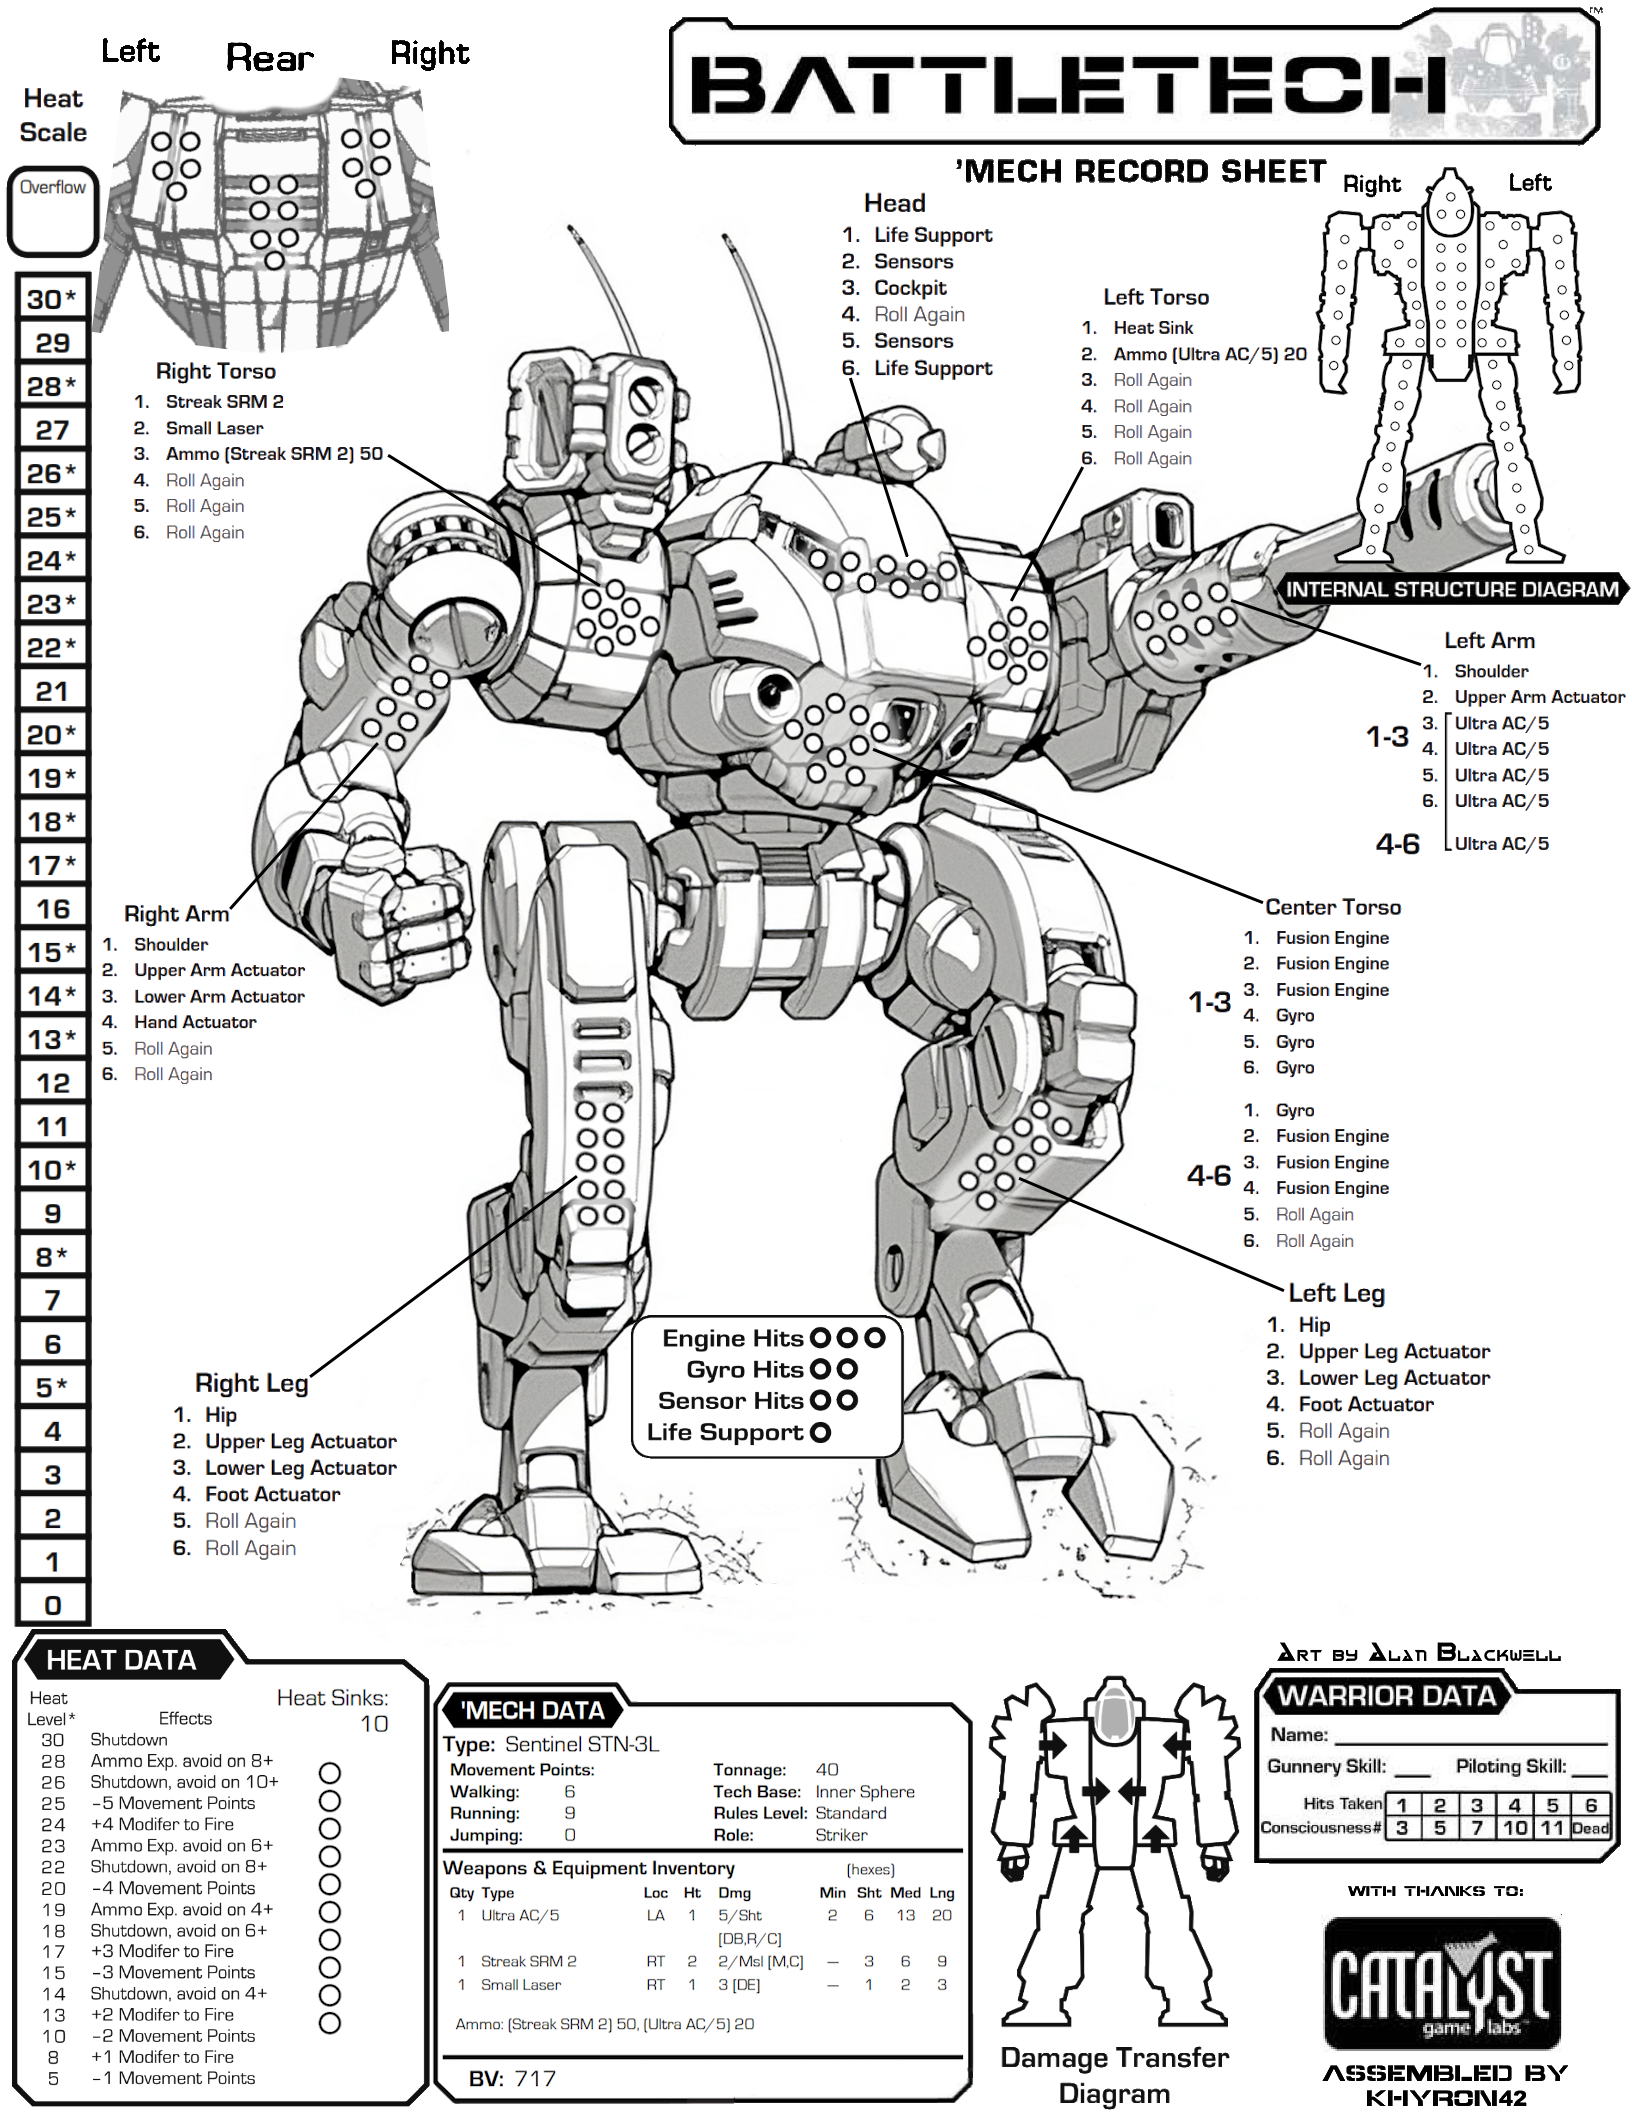 Left Rear Right
BATTLETECH
TM
'MECH RECORD SHEET
Heat
Scale
Overflow
30*
29
28*
27
26*
25*
24*
23*
22*
21
20*
19*
18*
17*
16
15*
14*
13*
12
11
10*
9
8*
7
6
5*
4
3
2
1
0
Right Torso
1. Streak SRM 2
2. Small Laser
3. Ammo (Streak SRM 2) 50
4. Roll Again
5. Roll Again
6. Roll Again
Head
1. Life Support
2. Sensors
3. Cockpit
4. Roll Again
5. Sensors
6. Life Support
Left Torso
1. Heat Sink
2. Ammo (Ultra AC/5) 20
3. Roll Again
4. Roll Again
5. Roll Again
6. Roll Again
Right Left
INTERNAL STRUCTURE DIAGRAM
Left Arm
1. Shoulder
2. Upper Arm Actuator
1-3
3. Ultra AC/5
4. Ultra AC/5
5. Ultra AC/5
6. Ultra AC/5
4-6 Ultra AC/5
Right Arm
1. Shoulder
2. Upper Arm Actuator
3. Lower Arm Actuator
4. Hand Actuator
5. Roll Again
6. Roll Again
Center Torso
1. Fusion Engine
2. Fusion Engine
3. Fusion Engine
1-3
4. Gyro
5. Gyro
6. Gyro
1. Gyro
2. Fusion Engine
3. Fusion Engine
4-6
4. Fusion Engine
5. Roll Again
6. Roll Again
Left Leg
1. Hip
2. Upper Leg Actuator
3. Lower Leg Actuator
4. Foot Actuator
5. Roll Again
6. Roll Again
Right Leg
1. Hip
2. Upper Leg Actuator
3. Lower Leg Actuator
4. Foot Actuator
5. Roll Again
6. Roll Again
Engine Hits
Gyro Hits
Sensor Hits
Life Support
HEAT DATA
Heat Sinks:
10
Heat
Level* Effects
30 Shutdown
28 Ammo Exp. avoid on 8+
26 Shutdown, avoid on 10+
25 -5 Movement Points
24 +4 Modifer to Fire
23 Ammo Exp. avoid on 6+
22 Shutdown, avoid on 8+
20 -4 Movement Points
19 Ammo Exp. avoid on 4+
18 Shutdown, avoid on 6+
17 +3 Modifer to Fire
15 -3 Movement Points
14 Shutdown, avoid on 4+
13 +2 Modifer to Fire
10 -2 Movement Points
8 +1 Modifer to Fire
5 -1 Movement Points
'MECH DATA
Type: Sentinel STN-3L
Movement Points: Tonnage: 40
Walking: 6 Tech Base: Inner Sphere
Running: 9 Rules Level: Standard
Jumping: 0 Role: Striker
Weapons & Equipment Inventory (hexes)
Qty Type Loc Ht Dmg Min Sht Med Lng
1 Ultra AC/5 LA 1 5/Sht 2 6 13 20
[DB,R/C]
1 Streak SRM 2 RT 2 2/Msl [M,C] – 3 6 9
1 Small Laser RT 1 3 [DE] – 1 2 3
Ammo: (Streak SRM 2) 50, (Ultra AC/5) 20
BV: 717
Damage Transfer
Diagram
Art by Alan Blackwell
WARRIOR DATA
Name:
Gunnery Skill: Piloting Skill:
Hits Taken 1 2 3 4 5 6
Consciousness# 3 5 7 10 11 Dead
WITH THANKS TO:
CATALYST
game labs
ASSEMBLED BY
KHYRON42